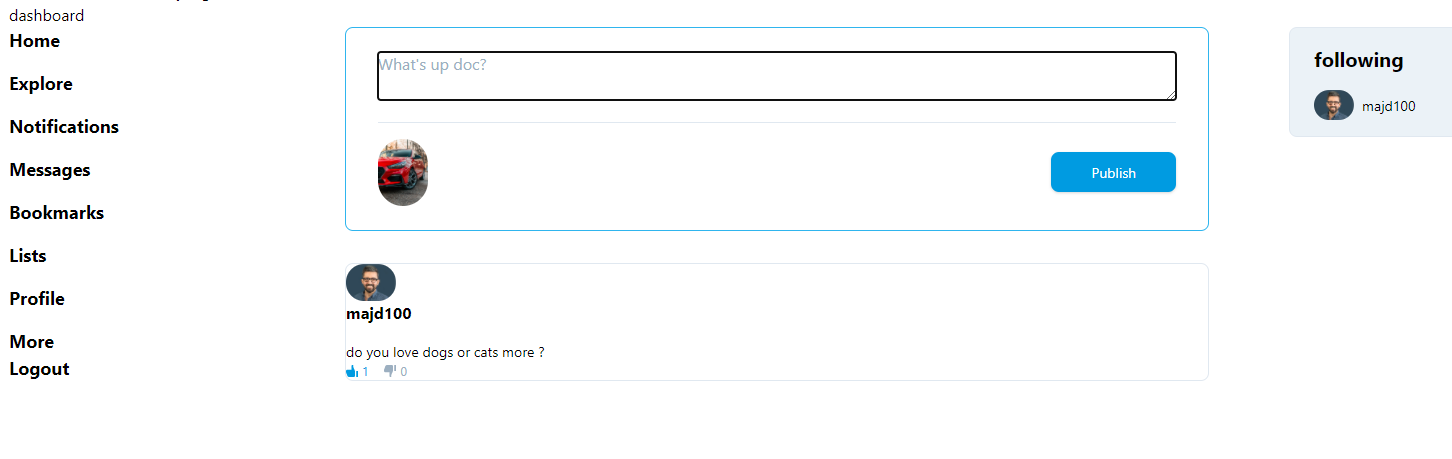 dashboard
Home
Explore
Notifications
Messages
Bookmarks
Lists
Profile
More
Logout
What's up doc?
Publish
majd100
do you love dogs or cats more ?
1 0
following
majd100